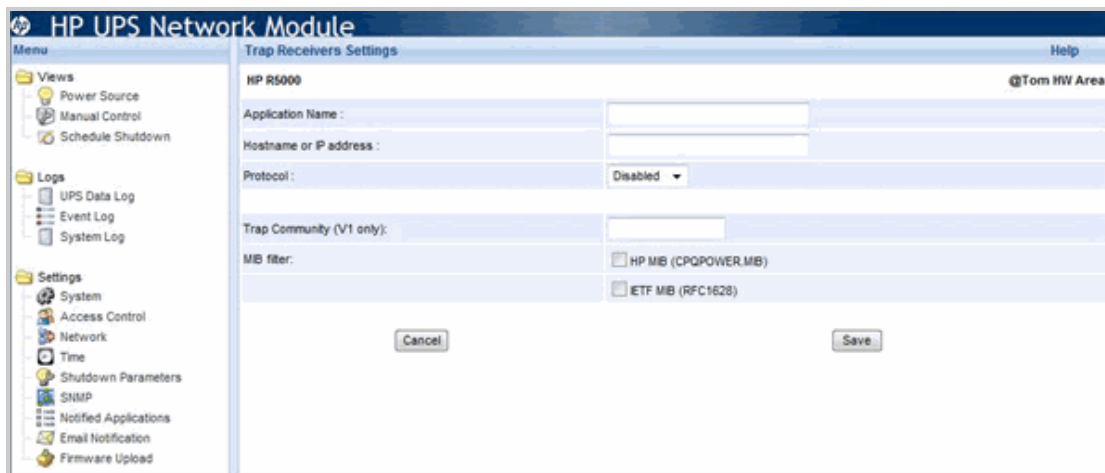 hp HP UPS Network Module
Menu
Views
Power Source
Manual Control
Schedule Shutdown
Logs
UPS Data Log
Event Log
System Log
Settings
System
Access Control
Network
Time
Shutdown Parameters
SNMP
Notified Applications
Email Notification
Firmware Upload
Trap Receivers Settings Help
HP R5000 @Tom HW Area
Application Name :
Hostname or IP address :
Protocol : Disabled
Trap Community (V1 only):
MIB filter: HP MIB (CPQPOWER.MIB)
IETF MIB (RFC1628)
Cancel Save